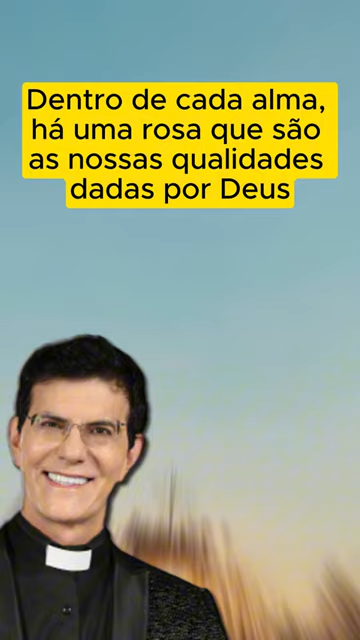 Dentro de cada alma,
há uma rosa que são
as nossas qualidades
dadas por Deus